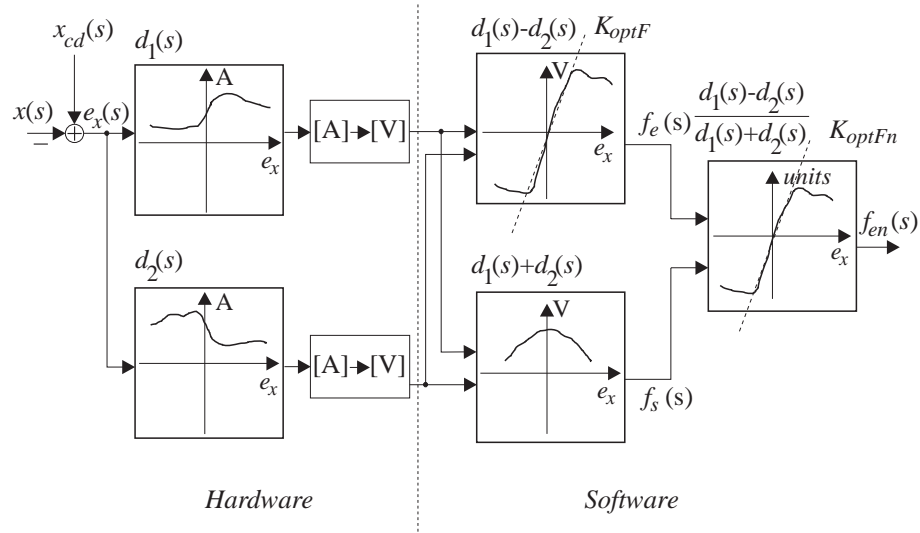 x_cd(s)
x(s)
−
e_x(s)
d_1(s)
A
e_x
[A]→[V]
d_2(s)
A
e_x
[A]→[V]
Hardware
d_1(s)-d_2(s)
K_optF
V
e_x
f_e(s)
d_1(s)+d_2(s)
V
e_x
f_s(s)
d_1(s)-d_2(s)
d_1(s)+d_2(s)
K_optFn
units
e_x
f_en(s)
Software